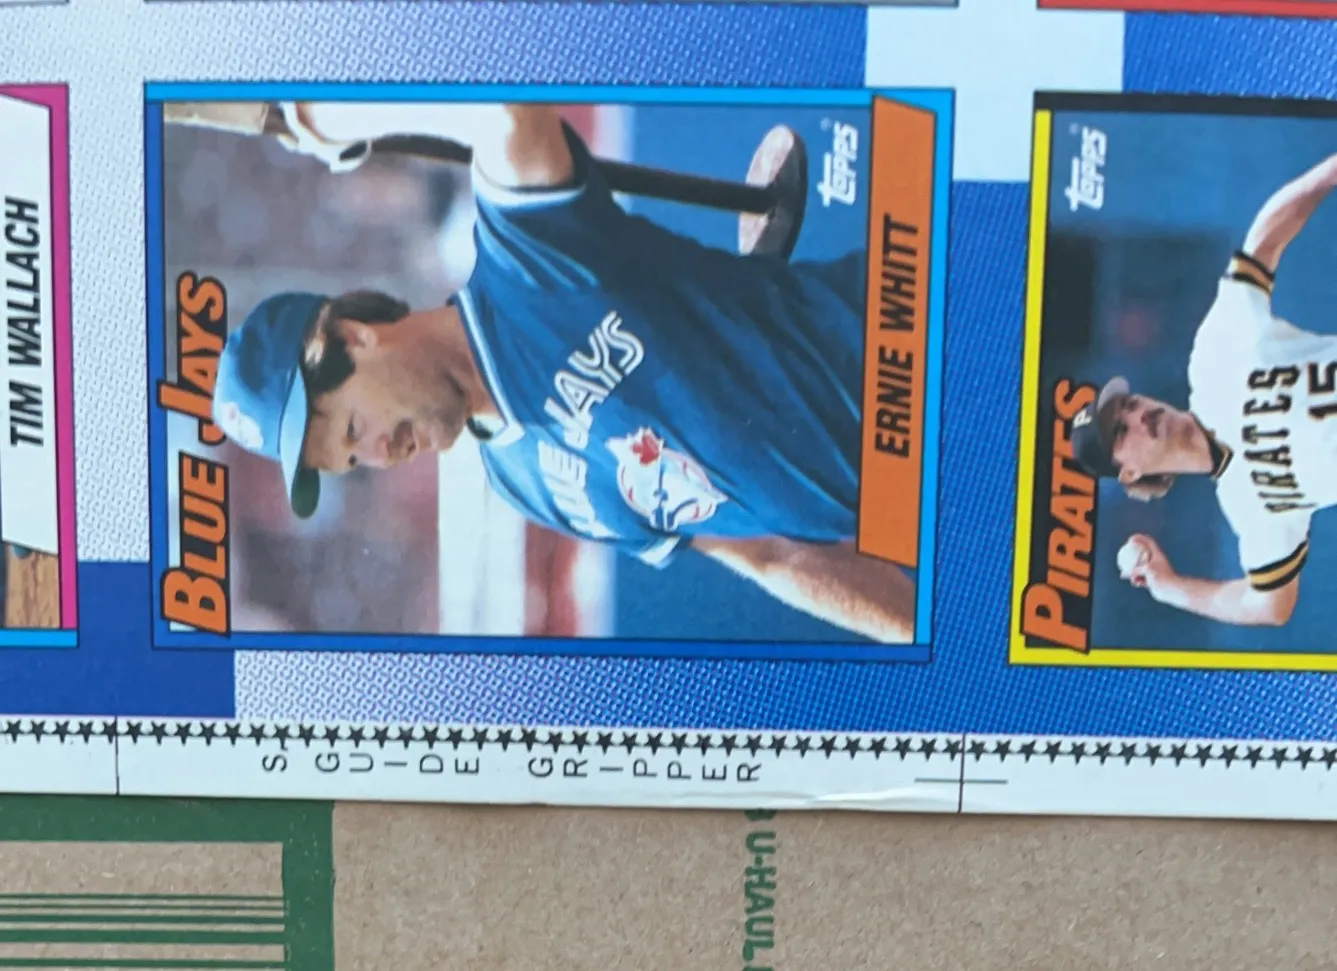 TIM WALLACH
BLUE JAYS
TOPPS
BLUE JAYS
ERNIE WHITT
PIRATES
TOPPS
P
PIRATES
15
S. GUIDE GRIPPER
U-HAUL